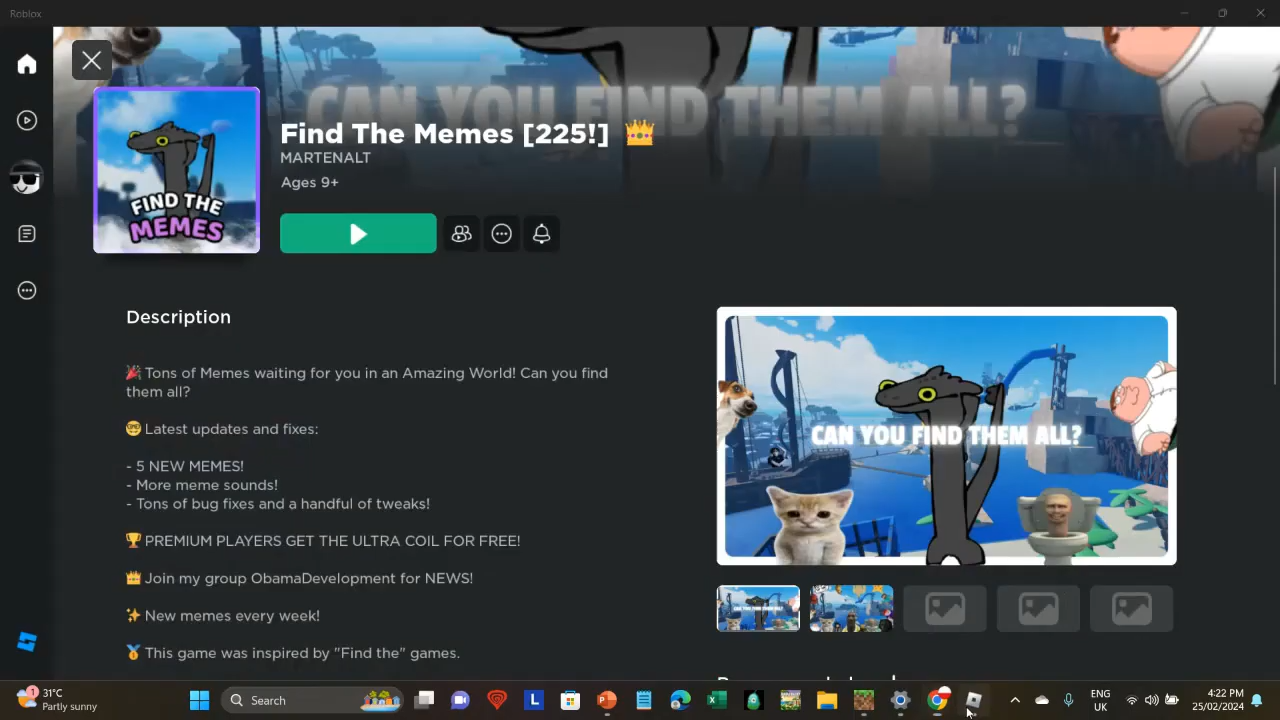 Roblox
CAN YOU FIND THEM ALL?
Find The Memes [225!] 👑
MARTENALT
Ages 9+
FIND THE
MEMES
Description
🎉 Tons of Memes waiting for you in an Amazing World! Can you find
them all?
🤓 Latest updates and fixes:
- 5 NEW MEMES!
- More meme sounds!
- Tons of bug fixes and a handful of tweaks!
🏆 PREMIUM PLAYERS GET THE ULTRA COIL FOR FREE!
👑 Join my group ObamaDevelopment for NEWS!
✨ New memes every week!
🏅 This game was inspired by "Find the" games.
CAN YOU FIND THEM ALL?
1
31°C
Partly sunny
Search
L
ENG
UK
4:22 PM
25/02/2024